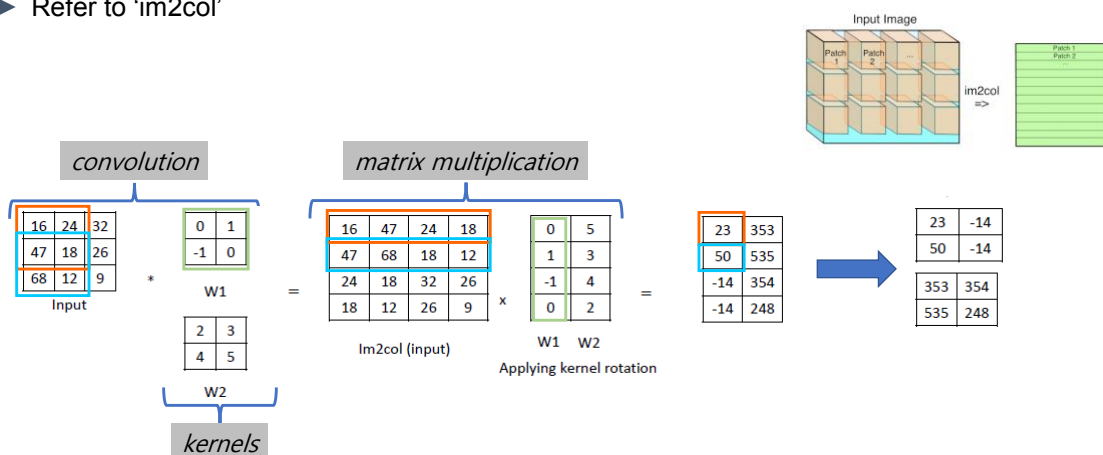 Refer to 'im2col'
Input Image
Patch 1
Patch 2
...
im2col
=>
Patch 1
Patch 2
...
convolution
matrix multiplication
16 24 32
47 18 26
68 12 9
Input
*
0 1
-1 0
W1
2 3
4 5
W2
kernels
=
16 47 24 18
47 68 18 12
24 18 32 26
18 12 26 9
Im2col (input)
x
0 5
1 3
-1 4
0 2
W1 W2
Applying kernel rotation
=
23 353
50 535
-14 354
-14 248
23 -14
50 -14
353 354
535 248